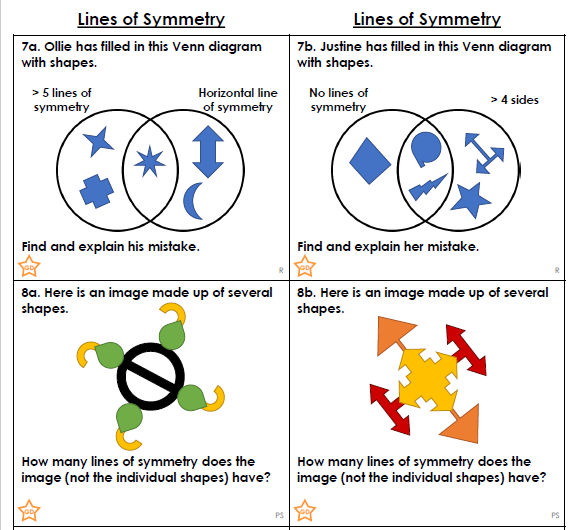 Lines of Symmetry
Lines of Symmetry
7a. Ollie has filled in this Venn diagram
with shapes.
> 5 lines of
symmetry
Horizontal line
of symmetry
Find and explain his mistake.
GD
R
7b. Justine has filled in this Venn diagram
with shapes.
No lines of
symmetry
> 4 sides
Find and explain her mistake.
GD
R
8a. Here is an image made up of several
shapes.
How many lines of symmetry does the
image (not the individual shapes) have?
GD
PS
8b. Here is an image made up of several
shapes.
How many lines of symmetry does the
image (not the individual shapes) have?
GD
PS